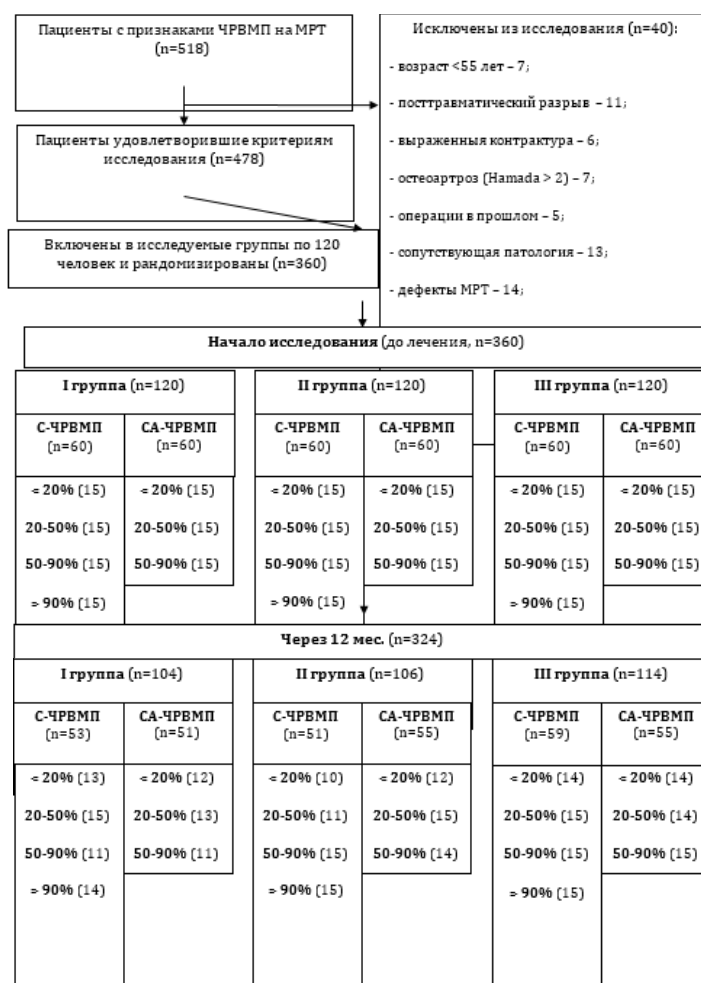 Пациенты с признаками ЧРВМП на МРТ
(n=518)
Пациенты удовлетворившие критериям
исследования (n=478)
Включены в исследуемые группы по 120
человек и рандомизированы (n=360)
Исключены из исследования (n=40):
- возраст <55 лет – 7;
- посттравматический разрыв – 11;
- выраженныя контрактура – 6;
- остеоартроз (Hamada > 2) – 7;
- операции в прошлом – 5;
- сопутствующая патология – 13;
- дефекты МРТ – 14;
Начало исследования (до лечения, n=360)
I группа (n=120) II группа (n=120) III группа (n=120)
С-ЧРВМП СА-ЧРВМП С-ЧРВМП СА-ЧРВМП С-ЧРВМП СА-ЧРВМП
(n=60) (n=60) (n=60) (n=60) (n=60) (n=60)
< 20% (15) < 20% (15) < 20% (15) < 20% (15) < 20% (15) < 20% (15)
20-50% (15) 20-50% (15) 20-50% (15) 20-50% (15) 20-50% (15) 20-50% (15)
50-90% (15) 50-90% (15) 50-90% (15) 50-90% (15) 50-90% (15) 50-90% (15)
> 90% (15) > 90% (15) > 90% (15)
Через 12 мес. (n=324)
I группа (n=104) II группа (n=106) III группа (n=114)
С-ЧРВМП СА-ЧРВМП С-ЧРВМП СА-ЧРВМП С-ЧРВМП СА-ЧРВМП
(n=53) (n=51) (n=51) (n=55) (n=59) (n=55)
< 20% (13) < 20% (12) < 20% (10) < 20% (12) < 20% (14) < 20% (14)
20-50% (15) 20-50% (13) 20-50% (11) 20-50% (15) 20-50% (15) 20-50% (14)
50-90% (11) 50-90% (11) 50-90% (15) 50-90% (14) 50-90% (15) 50-90% (15)
> 90% (14) > 90% (15) > 90% (15)